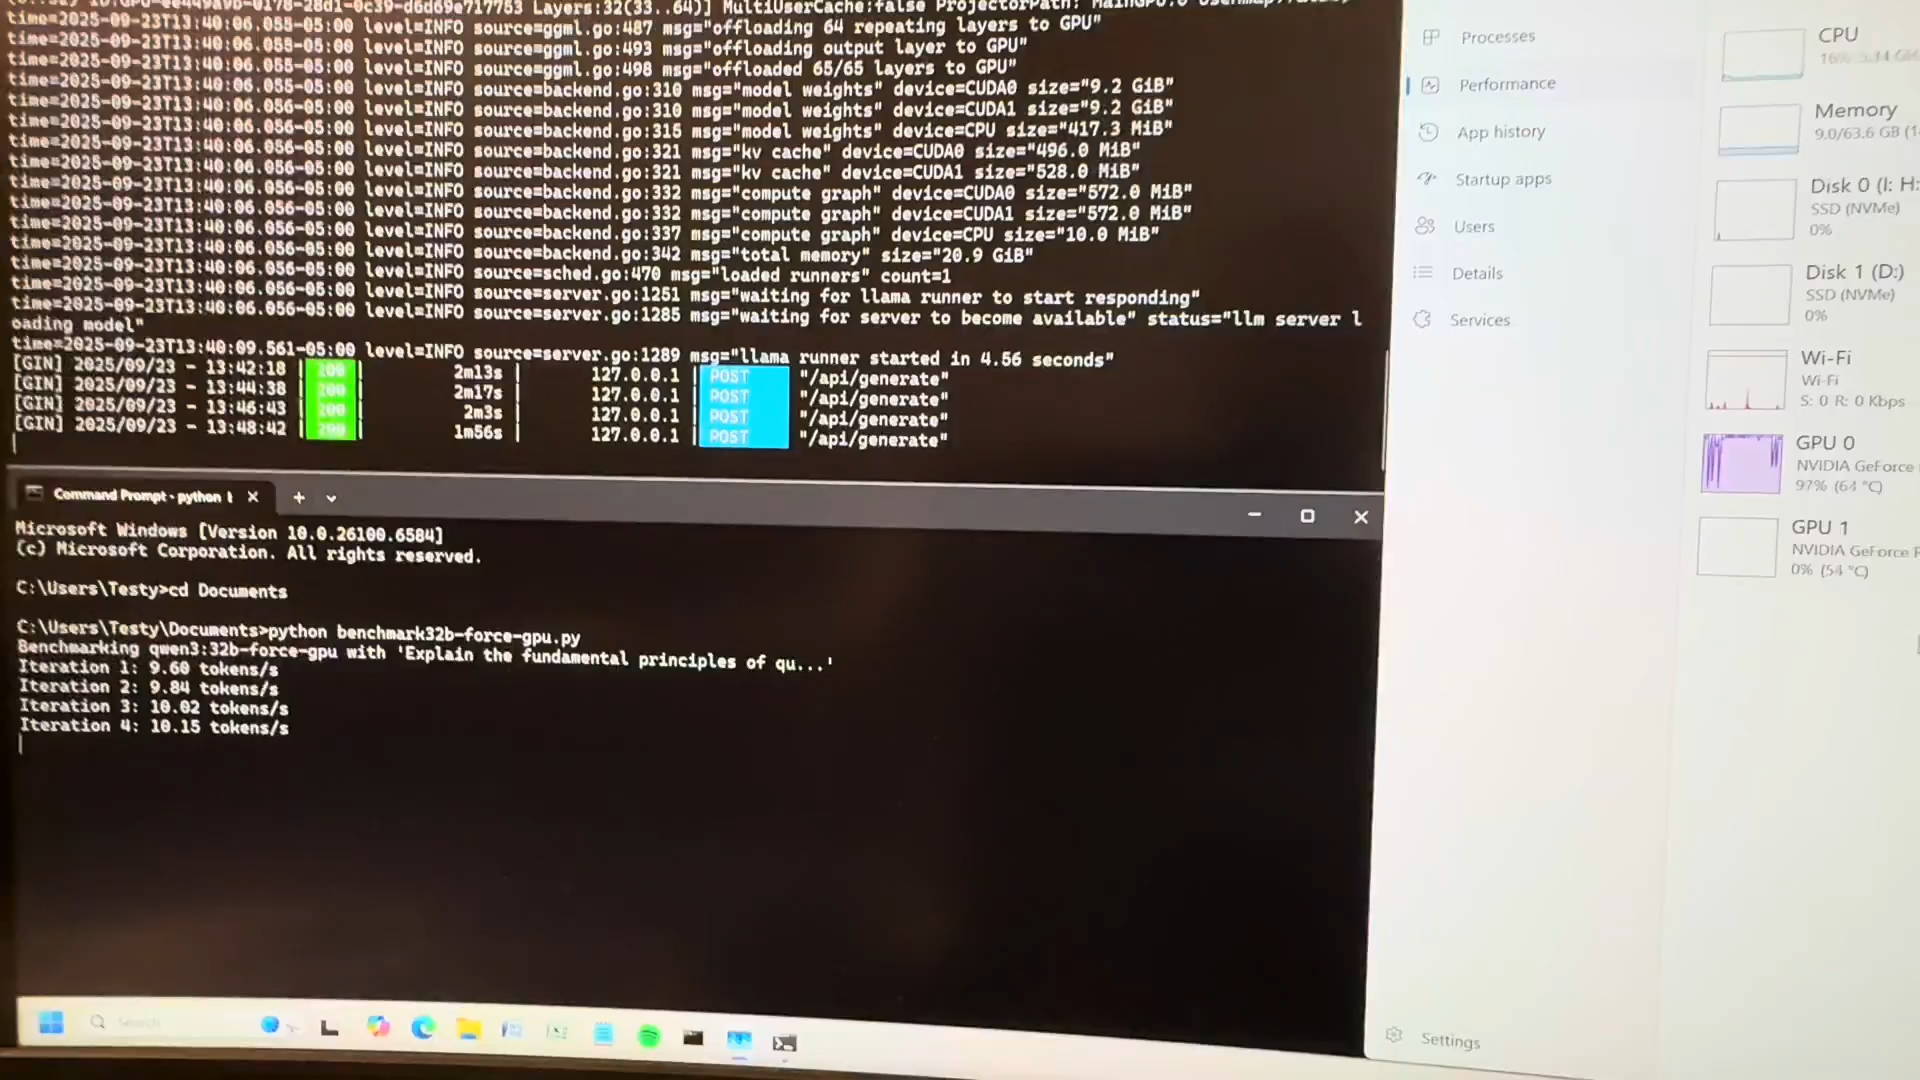 Layers:32(33..64)] MultiUserCache:false ProjectorPath:
time=2025-09-23T13:40:06.055-05:00 level=INFO source=ggml.go:487 msg="offloading 64 repeating layers to GPU"
time=2025-09-23T13:40:06.055-05:00 level=INFO source=ggml.go:493 msg="offloading output layer to GPU"
time=2025-09-23T13:40:06.055-05:00 level=INFO source=ggml.go:498 msg="offloaded 65/65 layers to GPU"
time=2025-09-23T13:40:06.055-05:00 level=INFO source=backend.go:310 msg="model weights" device=CUDA0 size="9.2 GiB"
time=2025-09-23T13:40:06.056-05:00 level=INFO source=backend.go:310 msg="model weights" device=CUDA1 size="9.2 GiB"
time=2025-09-23T13:40:06.056-05:00 level=INFO source=backend.go:315 msg="model weights" device=CPU size="417.3 MiB"
time=2025-09-23T13:40:06.056-05:00 level=INFO source=backend.go:321 msg="kv cache" device=CUDA0 size="496.0 MiB"
time=2025-09-23T13:40:06.056-05:00 level=INFO source=backend.go:321 msg="kv cache" device=CUDA1 size="528.0 MiB"
time=2025-09-23T13:40:06.056-05:00 level=INFO source=backend.go:332 msg="compute graph" device=CUDA0 size="572.0 MiB"
time=2025-09-23T13:40:06.056-05:00 level=INFO source=backend.go:332 msg="compute graph" device=CUDA1 size="572.0 MiB"
time=2025-09-23T13:40:06.056-05:00 level=INFO source=backend.go:337 msg="compute graph" device=CPU size="10.0 MiB"
time=2025-09-23T13:40:06.056-05:00 level=INFO source=backend.go:342 msg="total memory" size="20.9 GiB"
time=2025-09-23T13:40:06.056-05:00 level=INFO source=sched.go:470 msg="loaded runners" count=1
time=2025-09-23T13:40:06.056-05:00 level=INFO source=server.go:1251 msg="waiting for llama runner to start responding"
time=2025-09-23T13:40:06.056-05:00 level=INFO source=server.go:1285 msg="waiting for server to become available" status="llm server l
oading model"
time=2025-09-23T13:40:09.561-05:00 level=INFO source=server.go:1289 msg="llama runner started in 4.56 seconds"
[GIN] 2025/09/23 - 13:42:18 | 200 | 2m13s | 127.0.0.1 | POST "/api/generate"
[GIN] 2025/09/23 - 13:44:38 | 200 | 2m17s | 127.0.0.1 | POST "/api/generate"
[GIN] 2025/09/23 - 13:46:43 | 200 | 2m3s | 127.0.0.1 | POST "/api/generate"
[GIN] 2025/09/23 - 13:48:42 | 200 | 1m56s | 127.0.0.1 | POST "/api/generate"
Command Prompt - python
Microsoft Windows [Version 10.0.26100.6584]
(c) Microsoft Corporation. All rights reserved.
C:\Users\Testy>cd Documents
C:\Users\Testy\Documents>python benchmark32b-force-gpu.py
Benchmarking qwen3:32b-force-gpu with 'Explain the fundamental principles of qu...'
Iteration 1: 9.60 tokens/s
Iteration 2: 9.84 tokens/s
Iteration 3: 10.02 tokens/s
Iteration 4: 10.15 tokens/s
Search
Processes
Performance
App history
Startup apps
Users
Details
Services
Settings
CPU
16% 5.14 GH
Memory
9.0/63.6 GB
Disk 0 (I: H:
SSD (NVMe)
0%
Disk 1 (D:)
SSD (NVMe)
0%
Wi-Fi
Wi-Fi
S: 0 R: 0 Kbps
GPU 0
NVIDIA GeForce
97% (64 °C)
GPU 1
NVIDIA GeForce
0% (54 °C)